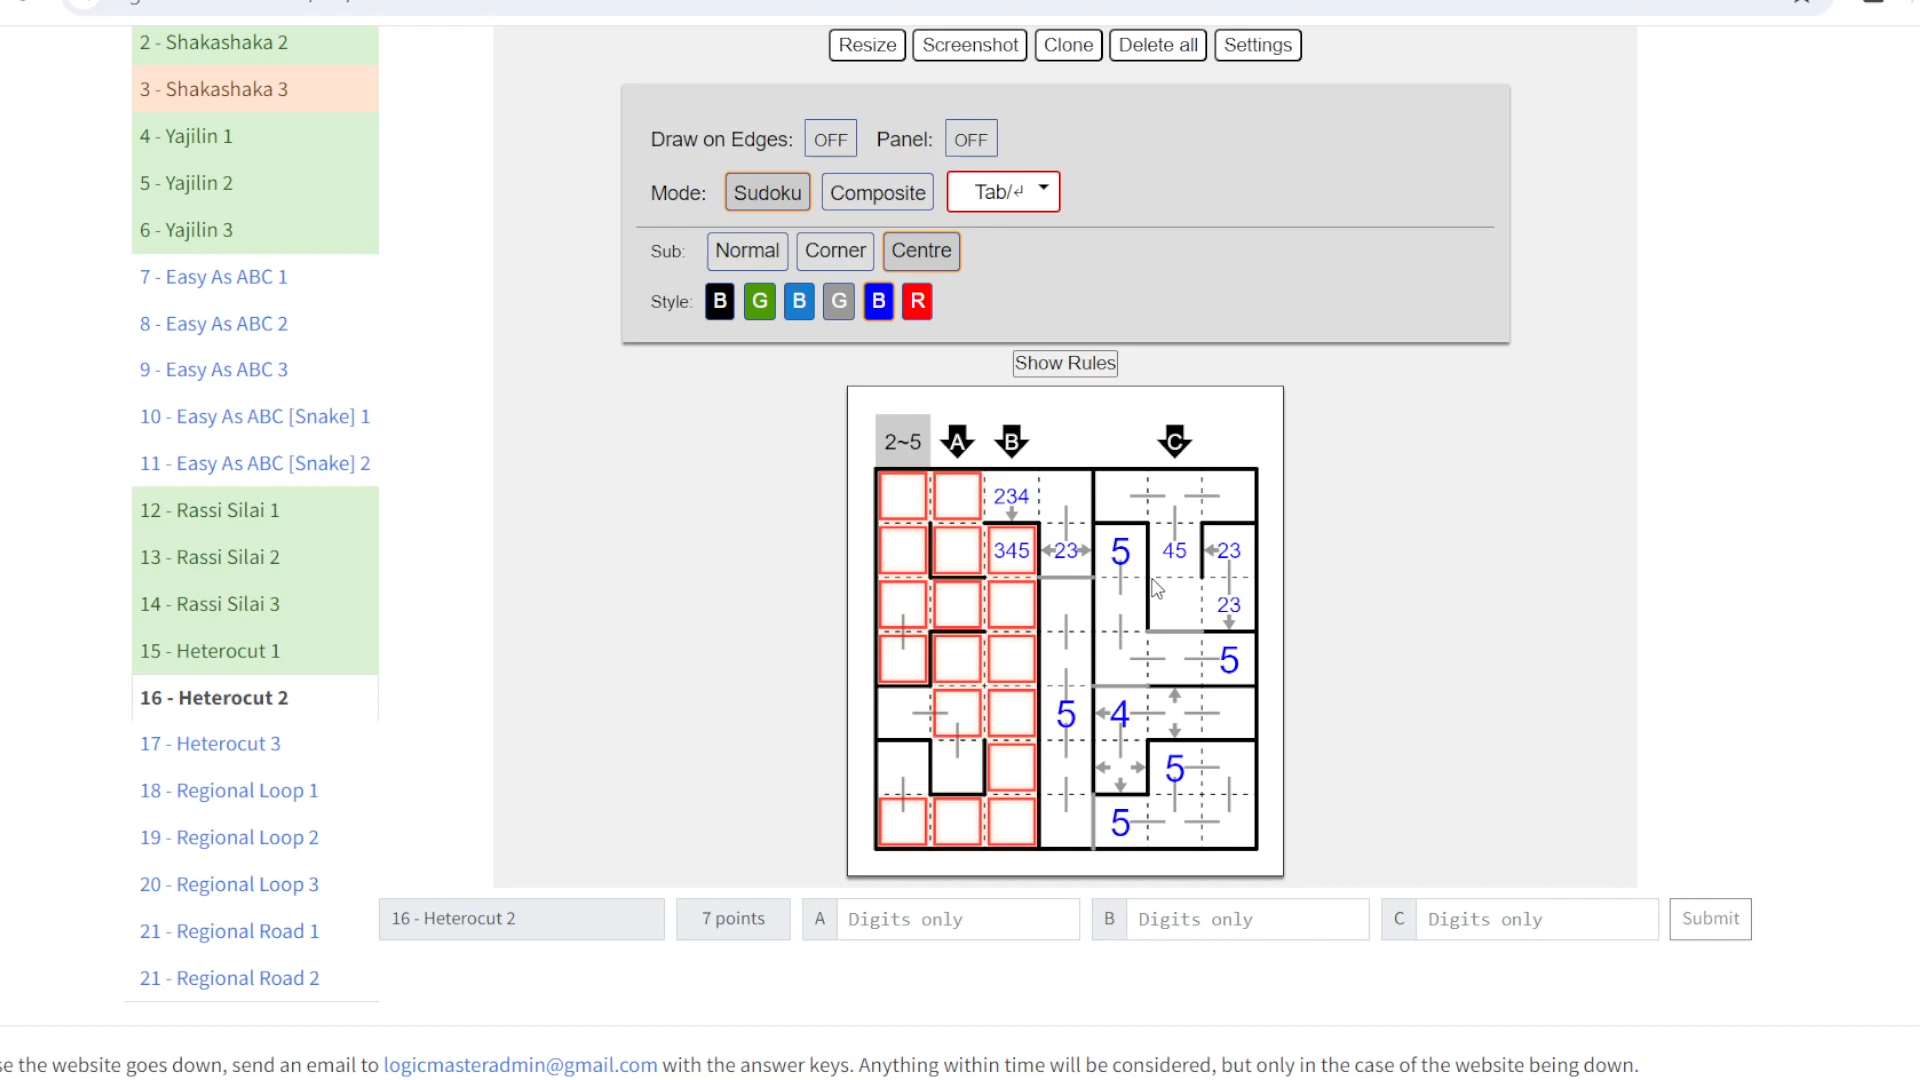 2 - Shakashaka 2
3 - Shakashaka 3
4 - Yajilin 1
5 - Yajilin 2
6 - Yajilin 3
7 - Easy As ABC 1
8 - Easy As ABC 2
9 - Easy As ABC 3
10 - Easy As ABC [Snake] 1
11 - Easy As ABC [Snake] 2
12 - Rassi Silai 1
13 - Rassi Silai 2
14 - Rassi Silai 3
15 - Heterocut 1
16 - Heterocut 2
17 - Heterocut 3
18 - Regional Loop 1
19 - Regional Loop 2
20 - Regional Loop 3
21 - Regional Road 1
21 - Regional Road 2
Resize Screenshot Clone Delete all Settings
Draw on Edges: OFF Panel: OFF
Mode: Sudoku Composite Tab/↵
Sub: Normal Corner Centre
Style: B G B G B R
Show Rules
2~5 A B C
234
345 23 5 45 23
23
5
5 4
5
5
16 - Heterocut 2 7 points A Digits only B Digits only C Digits only Submit
se the website goes down, send an email to logicmasteradmin@gmail.com with the answer keys. Anything within time will be considered, but only in the case of the website being down.